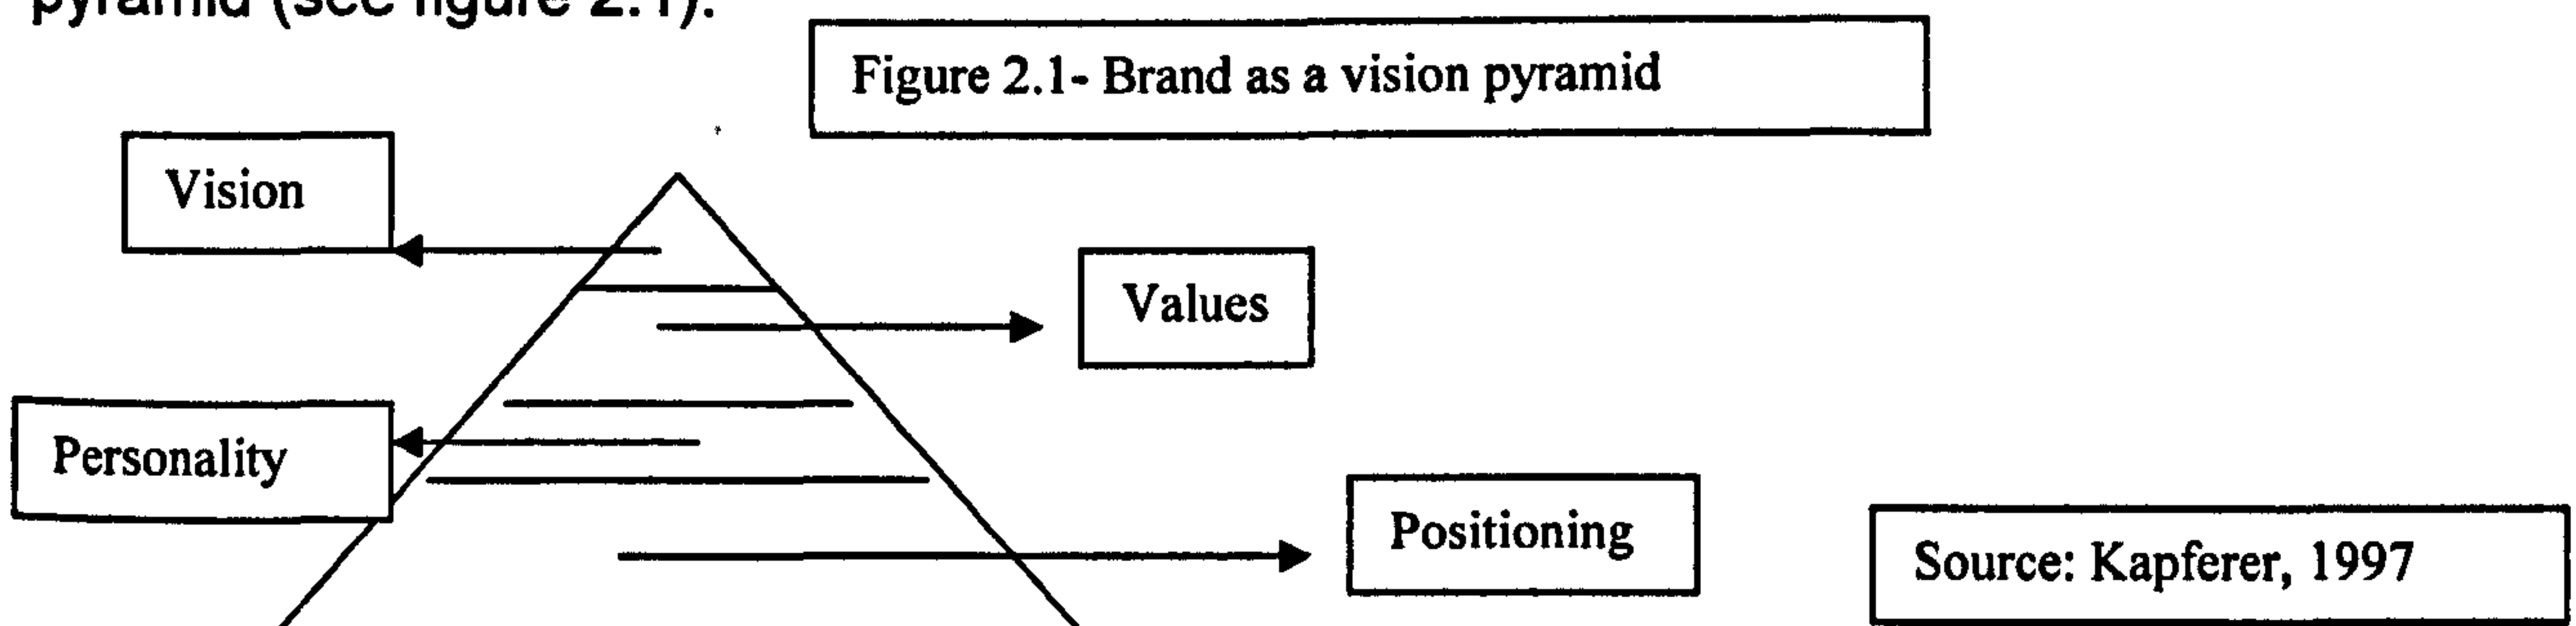 pyramid (see figure 2.1).
Figure 2.1- Brand as a vision pyramid
Vision
Values
Personality
Positioning
Source: Kapferer, 1997